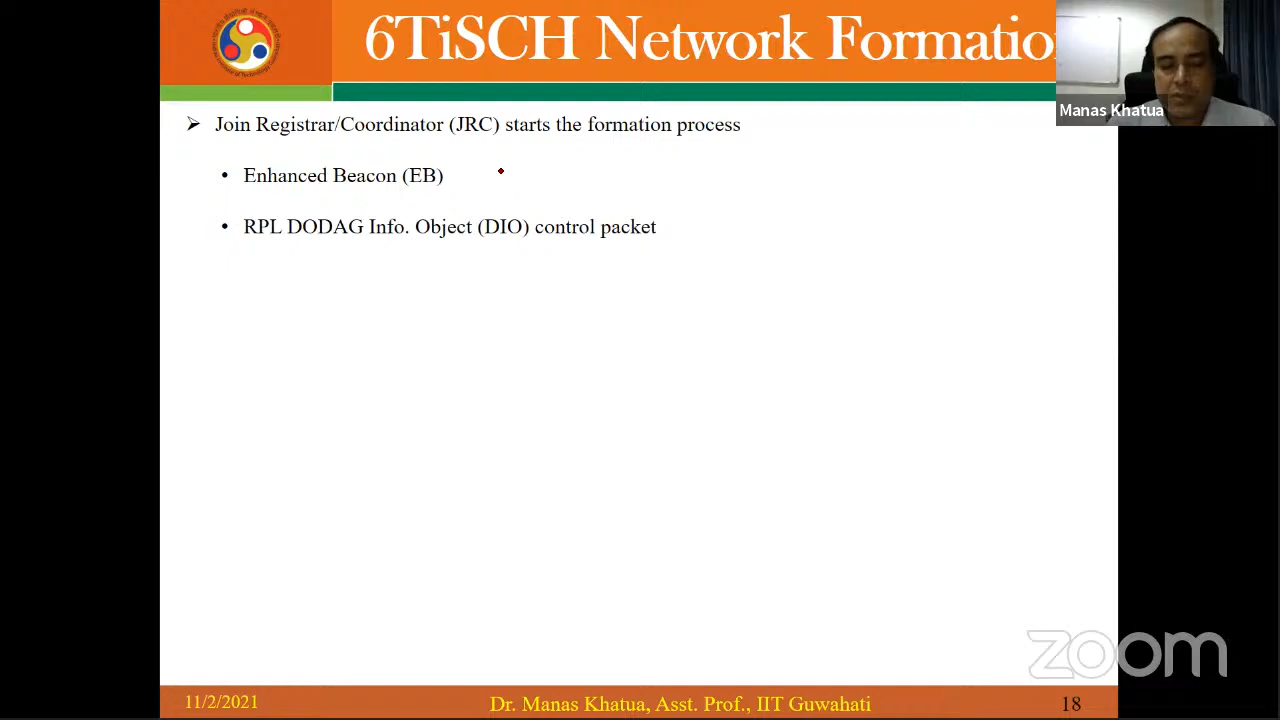 6TiSCH Network Formatio
Manas Khatua
➢ Join Registrar/Coordinator (JRC) starts the formation process
• Enhanced Beacon (EB)
• RPL DODAG Info. Object (DIO) control packet
zoom
11/2/2021
Dr. Manas Khatua, Asst. Prof., IIT Guwahati
18